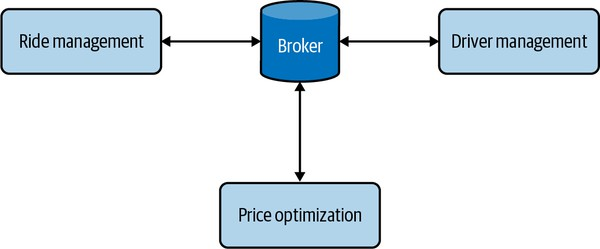 Ride management
Broker
Driver management
Price optimization